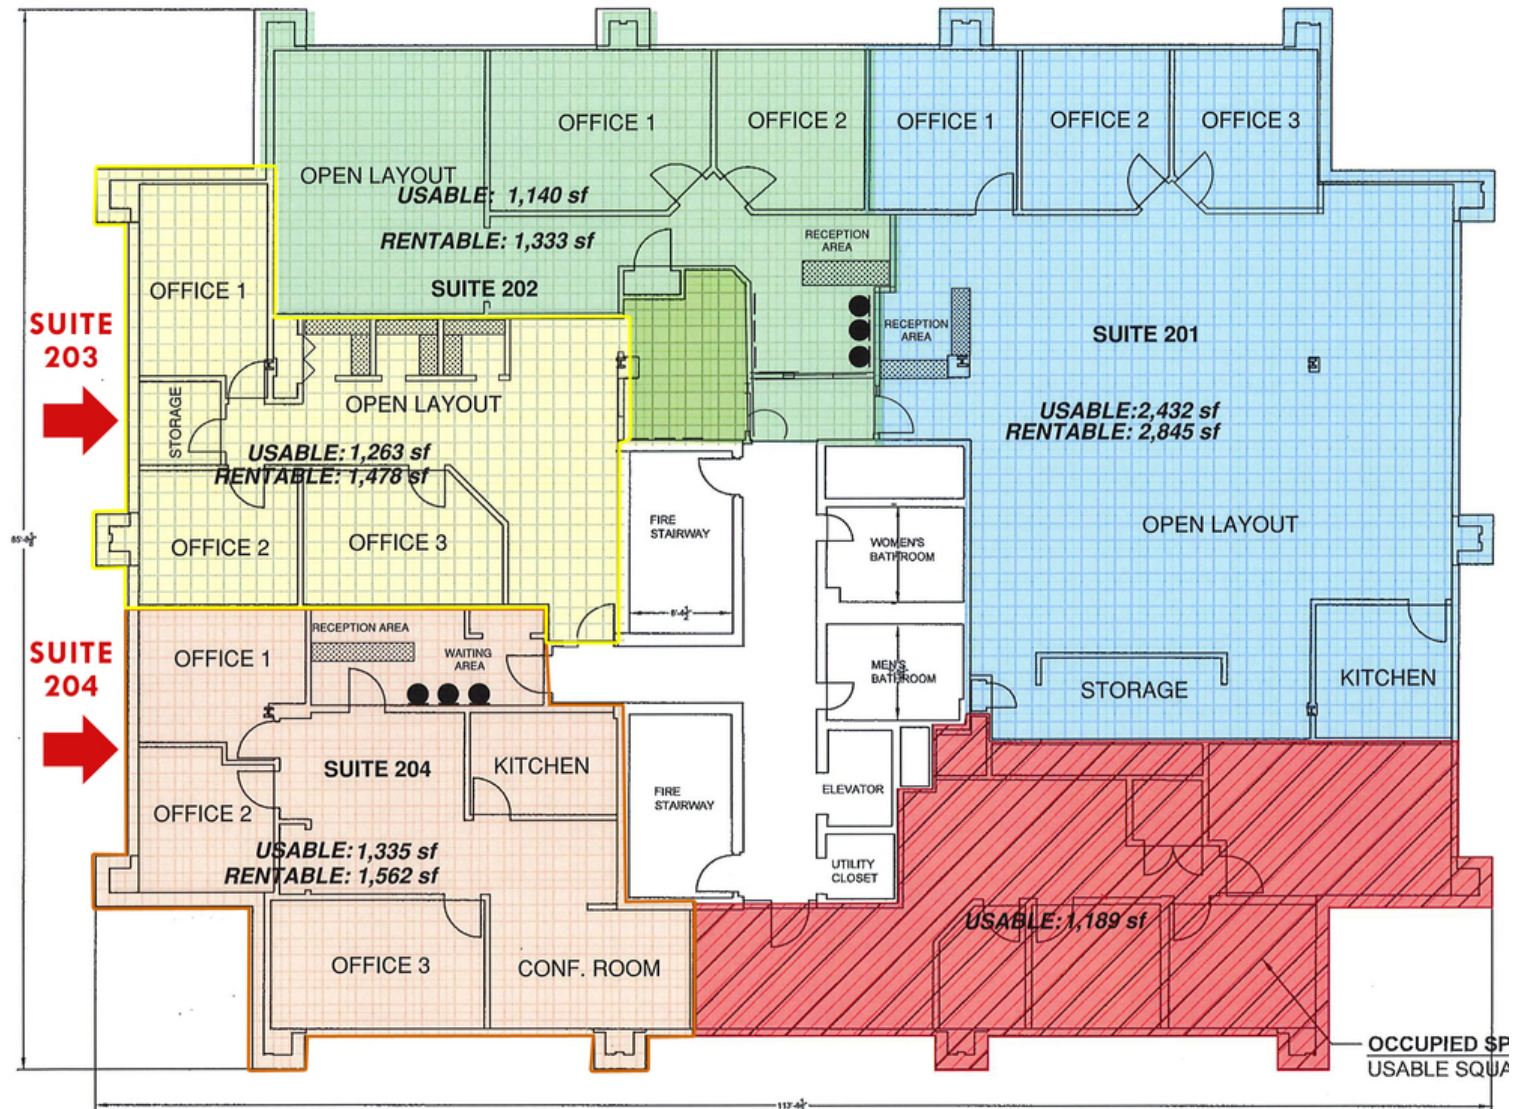 OFFICE 1
OFFICE 2
OFFICE 1
OFFICE 2
OFFICE 3
OPEN LAYOUT
USABLE: 1,140 sf
RENTABLE: 1,333 sf
SUITE 202
RECEPTION
AREA
OFFICE 1
SUITE
203
RECEPTION
AREA
SUITE 201
STORAGE
OPEN LAYOUT
USABLE: 1,263 sf
RENTABLE: 1,478 sf
USABLE:2,432 sf
RENTABLE: 2,845 sf
OFFICE 2
OFFICE 3
FIRE
STAIRWAY
WOMEN'S
BATHROOM
OPEN LAYOUT
SUITE
204
OFFICE 1
RECEPTION AREA
WAITING
AREA
MEN'S
BATHROOM
STORAGE
KITCHEN
SUITE 204
KITCHEN
OFFICE 2
FIRE
STAIRWAY
ELEVATOR
USABLE: 1,335 sf
RENTABLE: 1,562 sf
UTILITY
CLOSET
USABLE: 1,189 sf
OFFICE 3
CONF. ROOM
OCCUPIED SP
USABLE SQUA